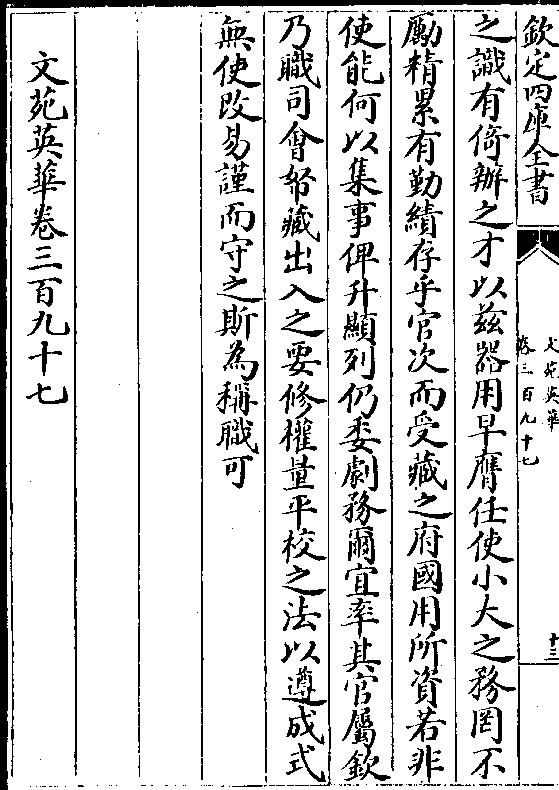 欽定四庫全書
文苑英華
卷三百九十七
十三
之識有倚辦之才以兹器用早膺任使小大之務罔不
勵精累有勤績存乎官次而受藏之府國用所資若非
使能何以集事俾升顯列仍委劇務爾宜率其官屬欽
乃職司會帑藏出入之要修權量平校之法以遵成式
無使改易謹而守之斯為稱職可
文苑英華卷三百九十七